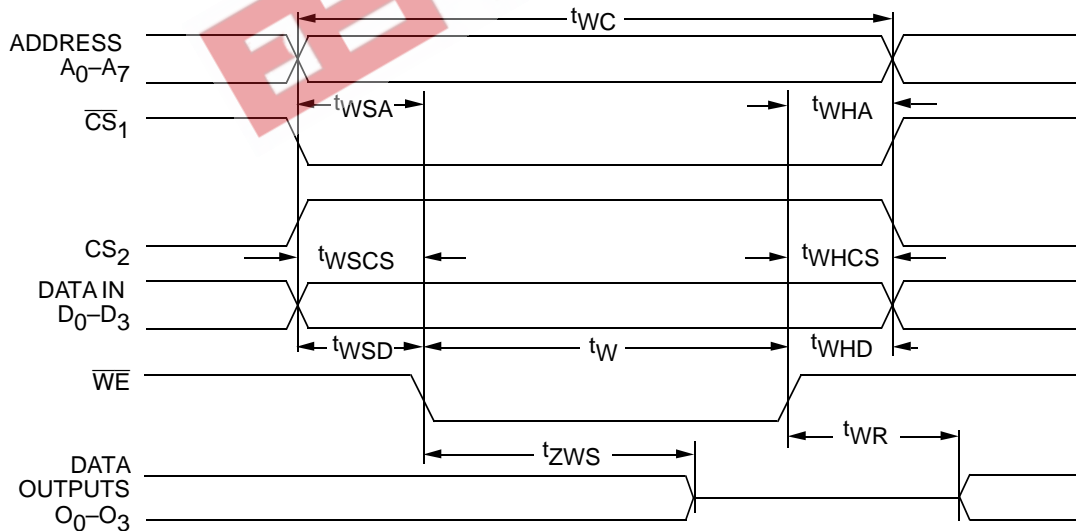 tWC
ADDRESS
A0–A7
tWSA
tWHA
CS1
CS2
tWSCS
tWHCS
DATA IN
D0–D3
tWSD
tW
tWHD
WE
tZWS
tWR
DATA
OUTPUTS
O0–O3